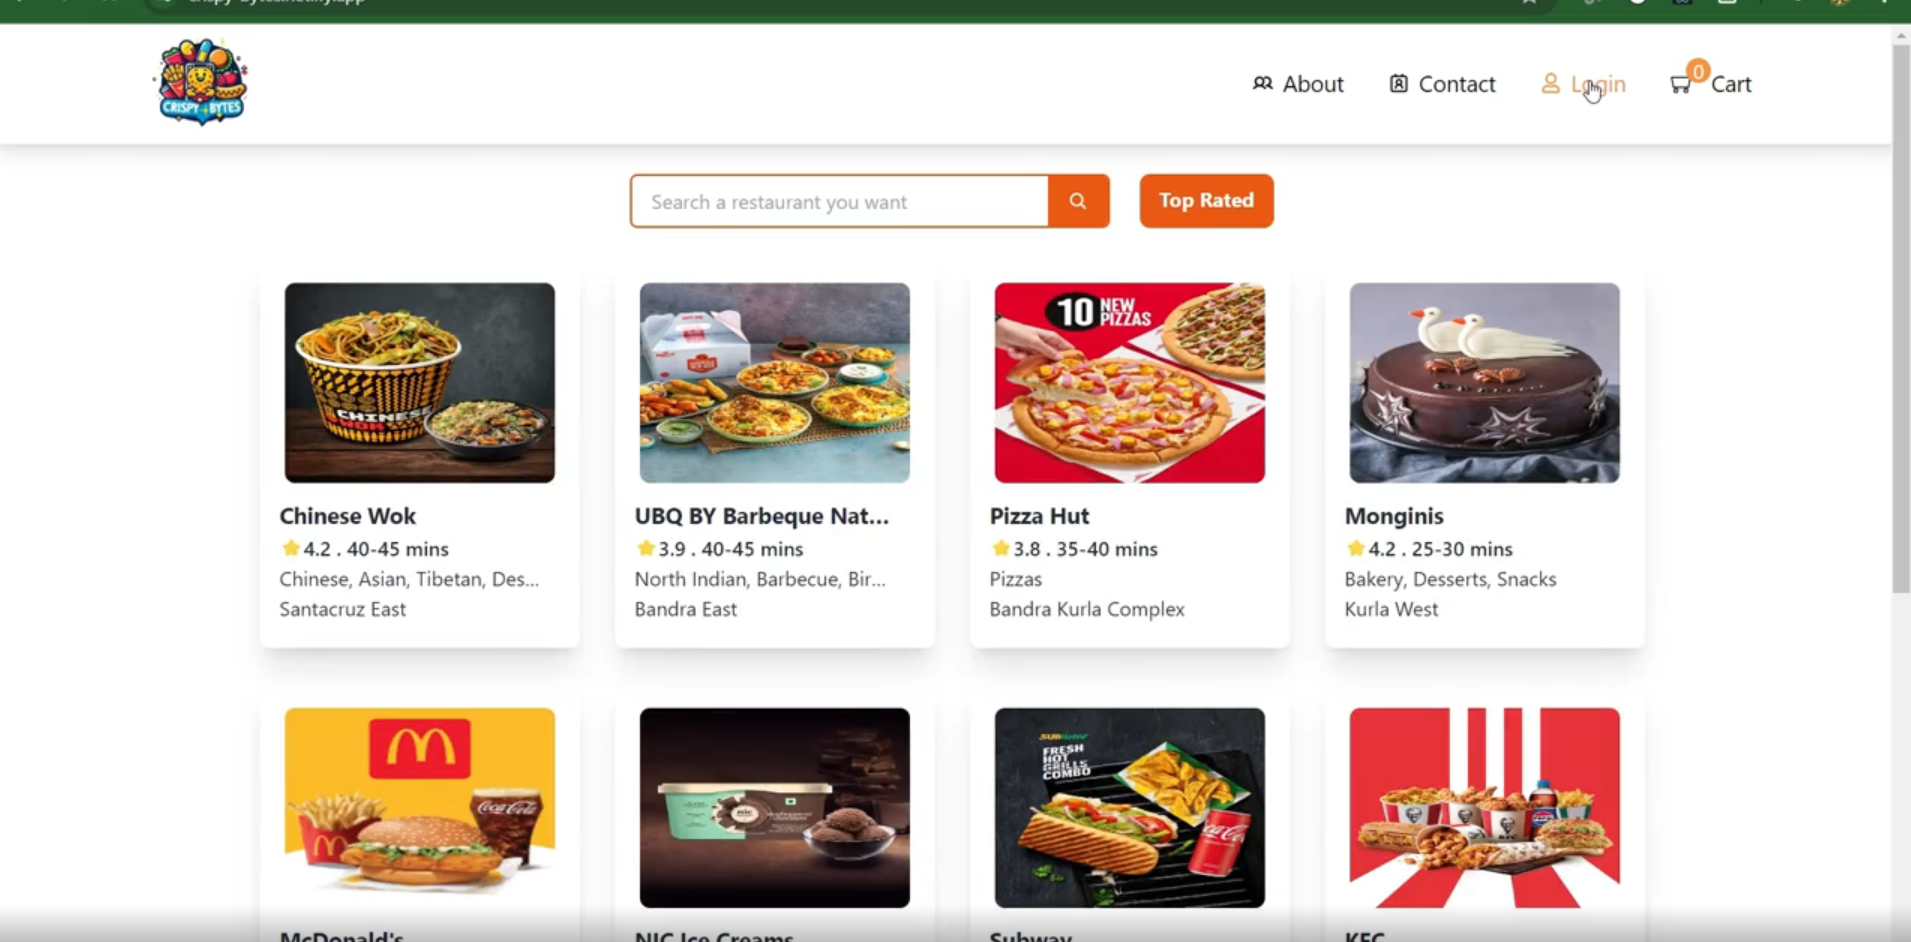 CRISPY BYTES
About
Contact
Login
0
Cart
Search a restaurant you want
Top Rated
CHINESE
WOK
10 NEW
PIZZAS
Chinese Wok
4.2 . 40-45 mins
Chinese, Asian, Tibetan, Des...
Santacruz East
UBQ BY Barbeque Nat...
3.9 . 40-45 mins
North Indian, Barbecue, Bir...
Bandra East
Pizza Hut
3.8 . 35-40 mins
Pizzas
Bandra Kurla Complex
Monginis
4.2 . 25-30 mins
Bakery, Desserts, Snacks
Kurla West
Coca-Cola
nic
SUBWAY
FRESH
HOT
GRILLS
COMBO
Coca-Cola
KFC
McDonald's
NIC Ice Creams
Subway
KFC